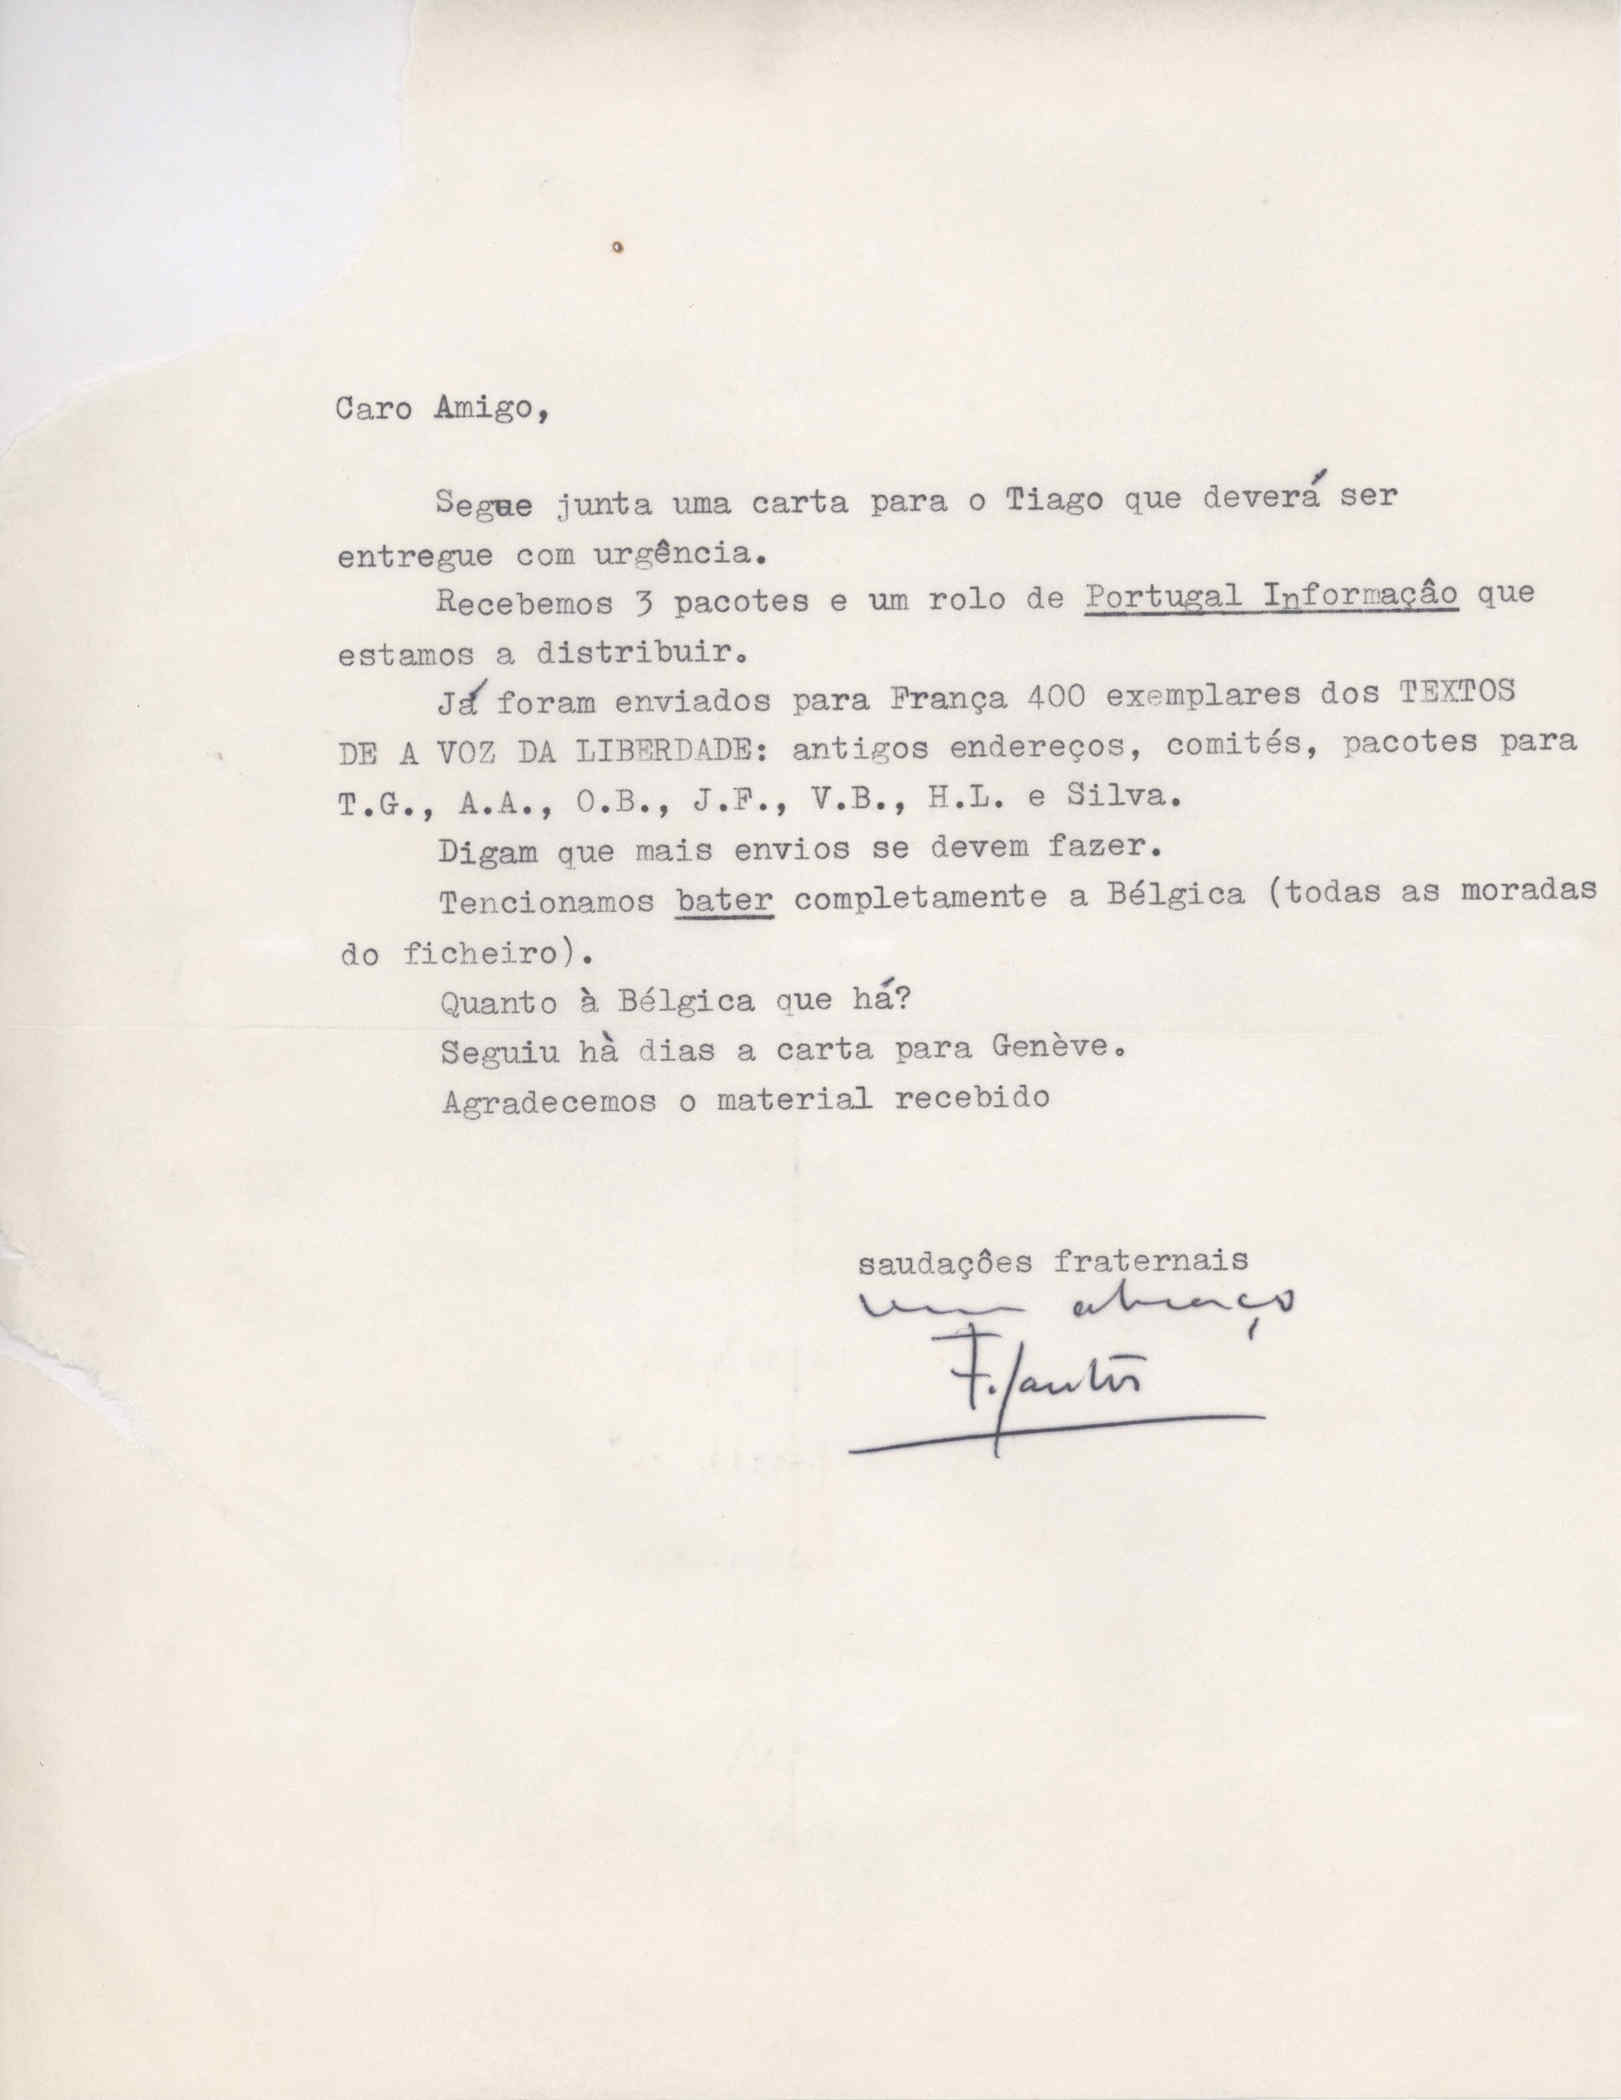 Caro Amigo,
Segue junta uma carta para o Tiago que deverá ser
entregue com urgência.
Recebemos 3 pacotes e um rolo de Portugal Informaçâo que
estamos a distribuir.
Já foram enviados para França 400 exemplares dos TEXTOS
DE A VOZ DA LIBERDADE: antigos endereços, comités, pacotes para
T.G., A.A., O.B., J.F., V.B., H.L. e Silva.
Digam que mais envios se devem fazer.
Tencionamos bater completamente a Bélgica (todas as moradas
do ficheiro).
Quanto à Bélgica que há?
Seguiu hà dias a carta para Genève.
Agradecemos o material recebido
saudaçôes fraternais
um abraço
F. Santos